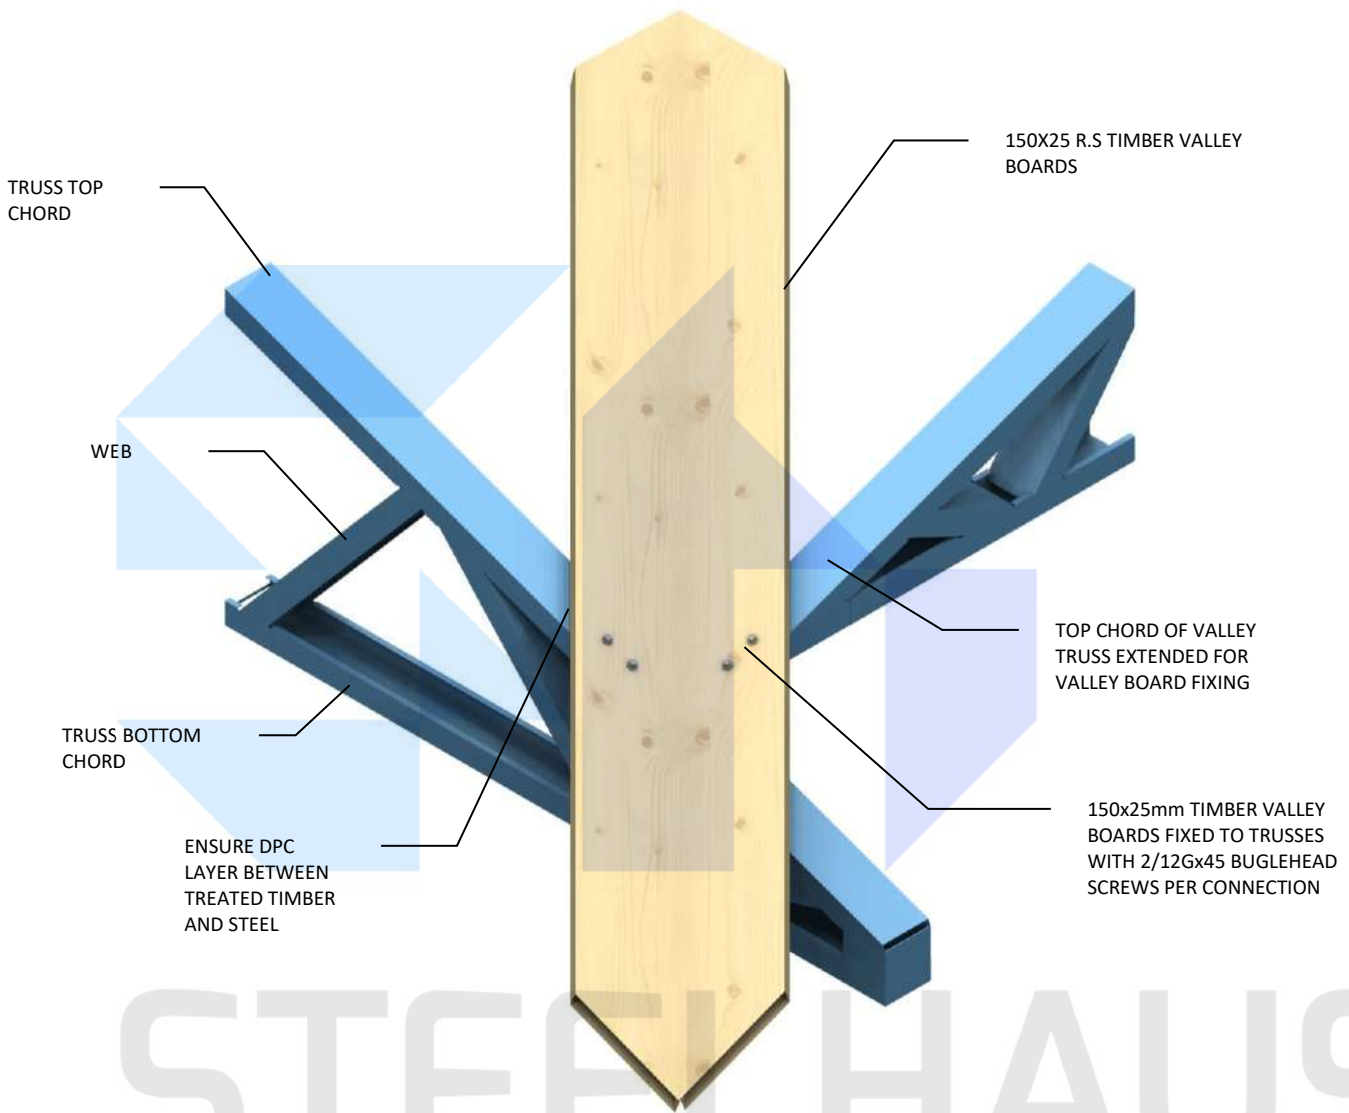 150X25 R.S TIMBER VALLEY
BOARDS
TRUSS TOP
CHORD
WEB
TOP CHORD OF VALLEY
TRUSS EXTENDED FOR
VALLEY BOARD FIXING
TRUSS BOTTOM
CHORD
150x25mm TIMBER VALLEY
BOARDS FIXED TO TRUSSES
WITH 2/12Gx45 BUGLEHEAD
SCREWS PER CONNECTION
ENSURE DPC
LAYER BETWEEN
TREATED TIMBER
AND STEEL
STEELHAUS